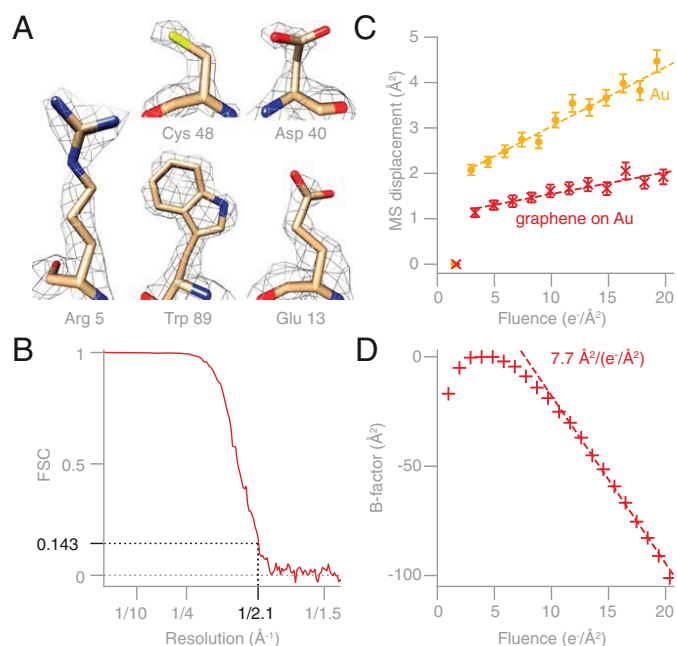 A
Cys 48
Asp 40
Arg 5
Trp 89
Glu 13
B
FSC
1
0.5
0.143
0
1/10
1/4
1/2.1
1/1.5
Resolution (Å⁻¹)
C
MS displacement (Å²)
5
4
3
2
1
0
Au
graphene on Au
0
5
10
15
20
Fluence (e⁻/Å²)
D
B-factor (Å²)
0
-50
-100
7.7 Å²/(e⁻/Å²)
0
5
10
15
20
Fluence (e⁻/Å²)